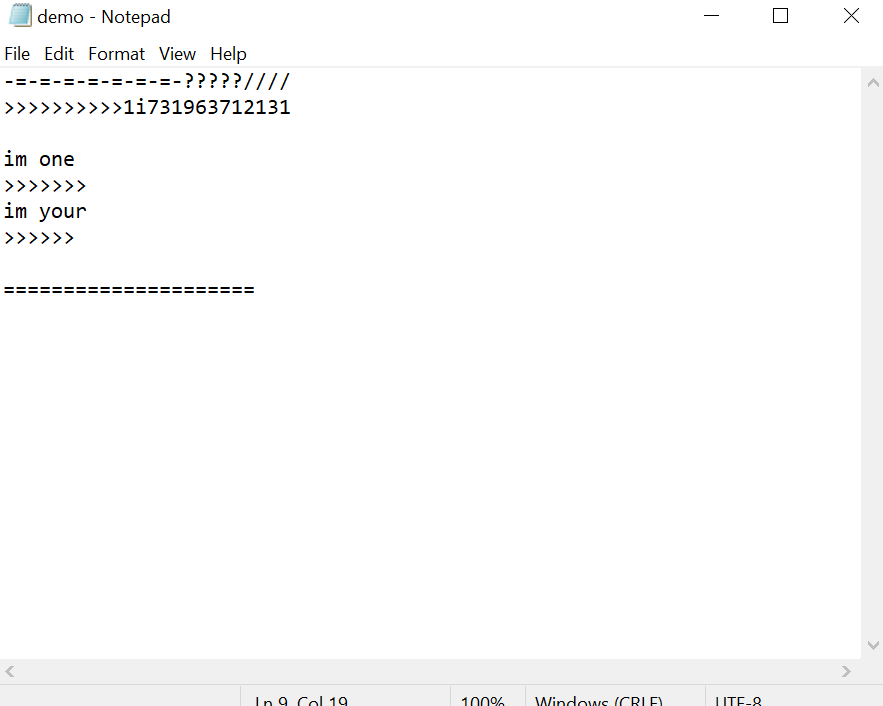 demo - Notepad
File Edit Format View Help
-=-=-=-=-=-=-=-?????////
>>>>>>>>>>1i731963712131
im one
>>>>>>>
im your
>>>>>>
=====================
Ln 9, Col 19 100% Windows (CRLF) UTF-8